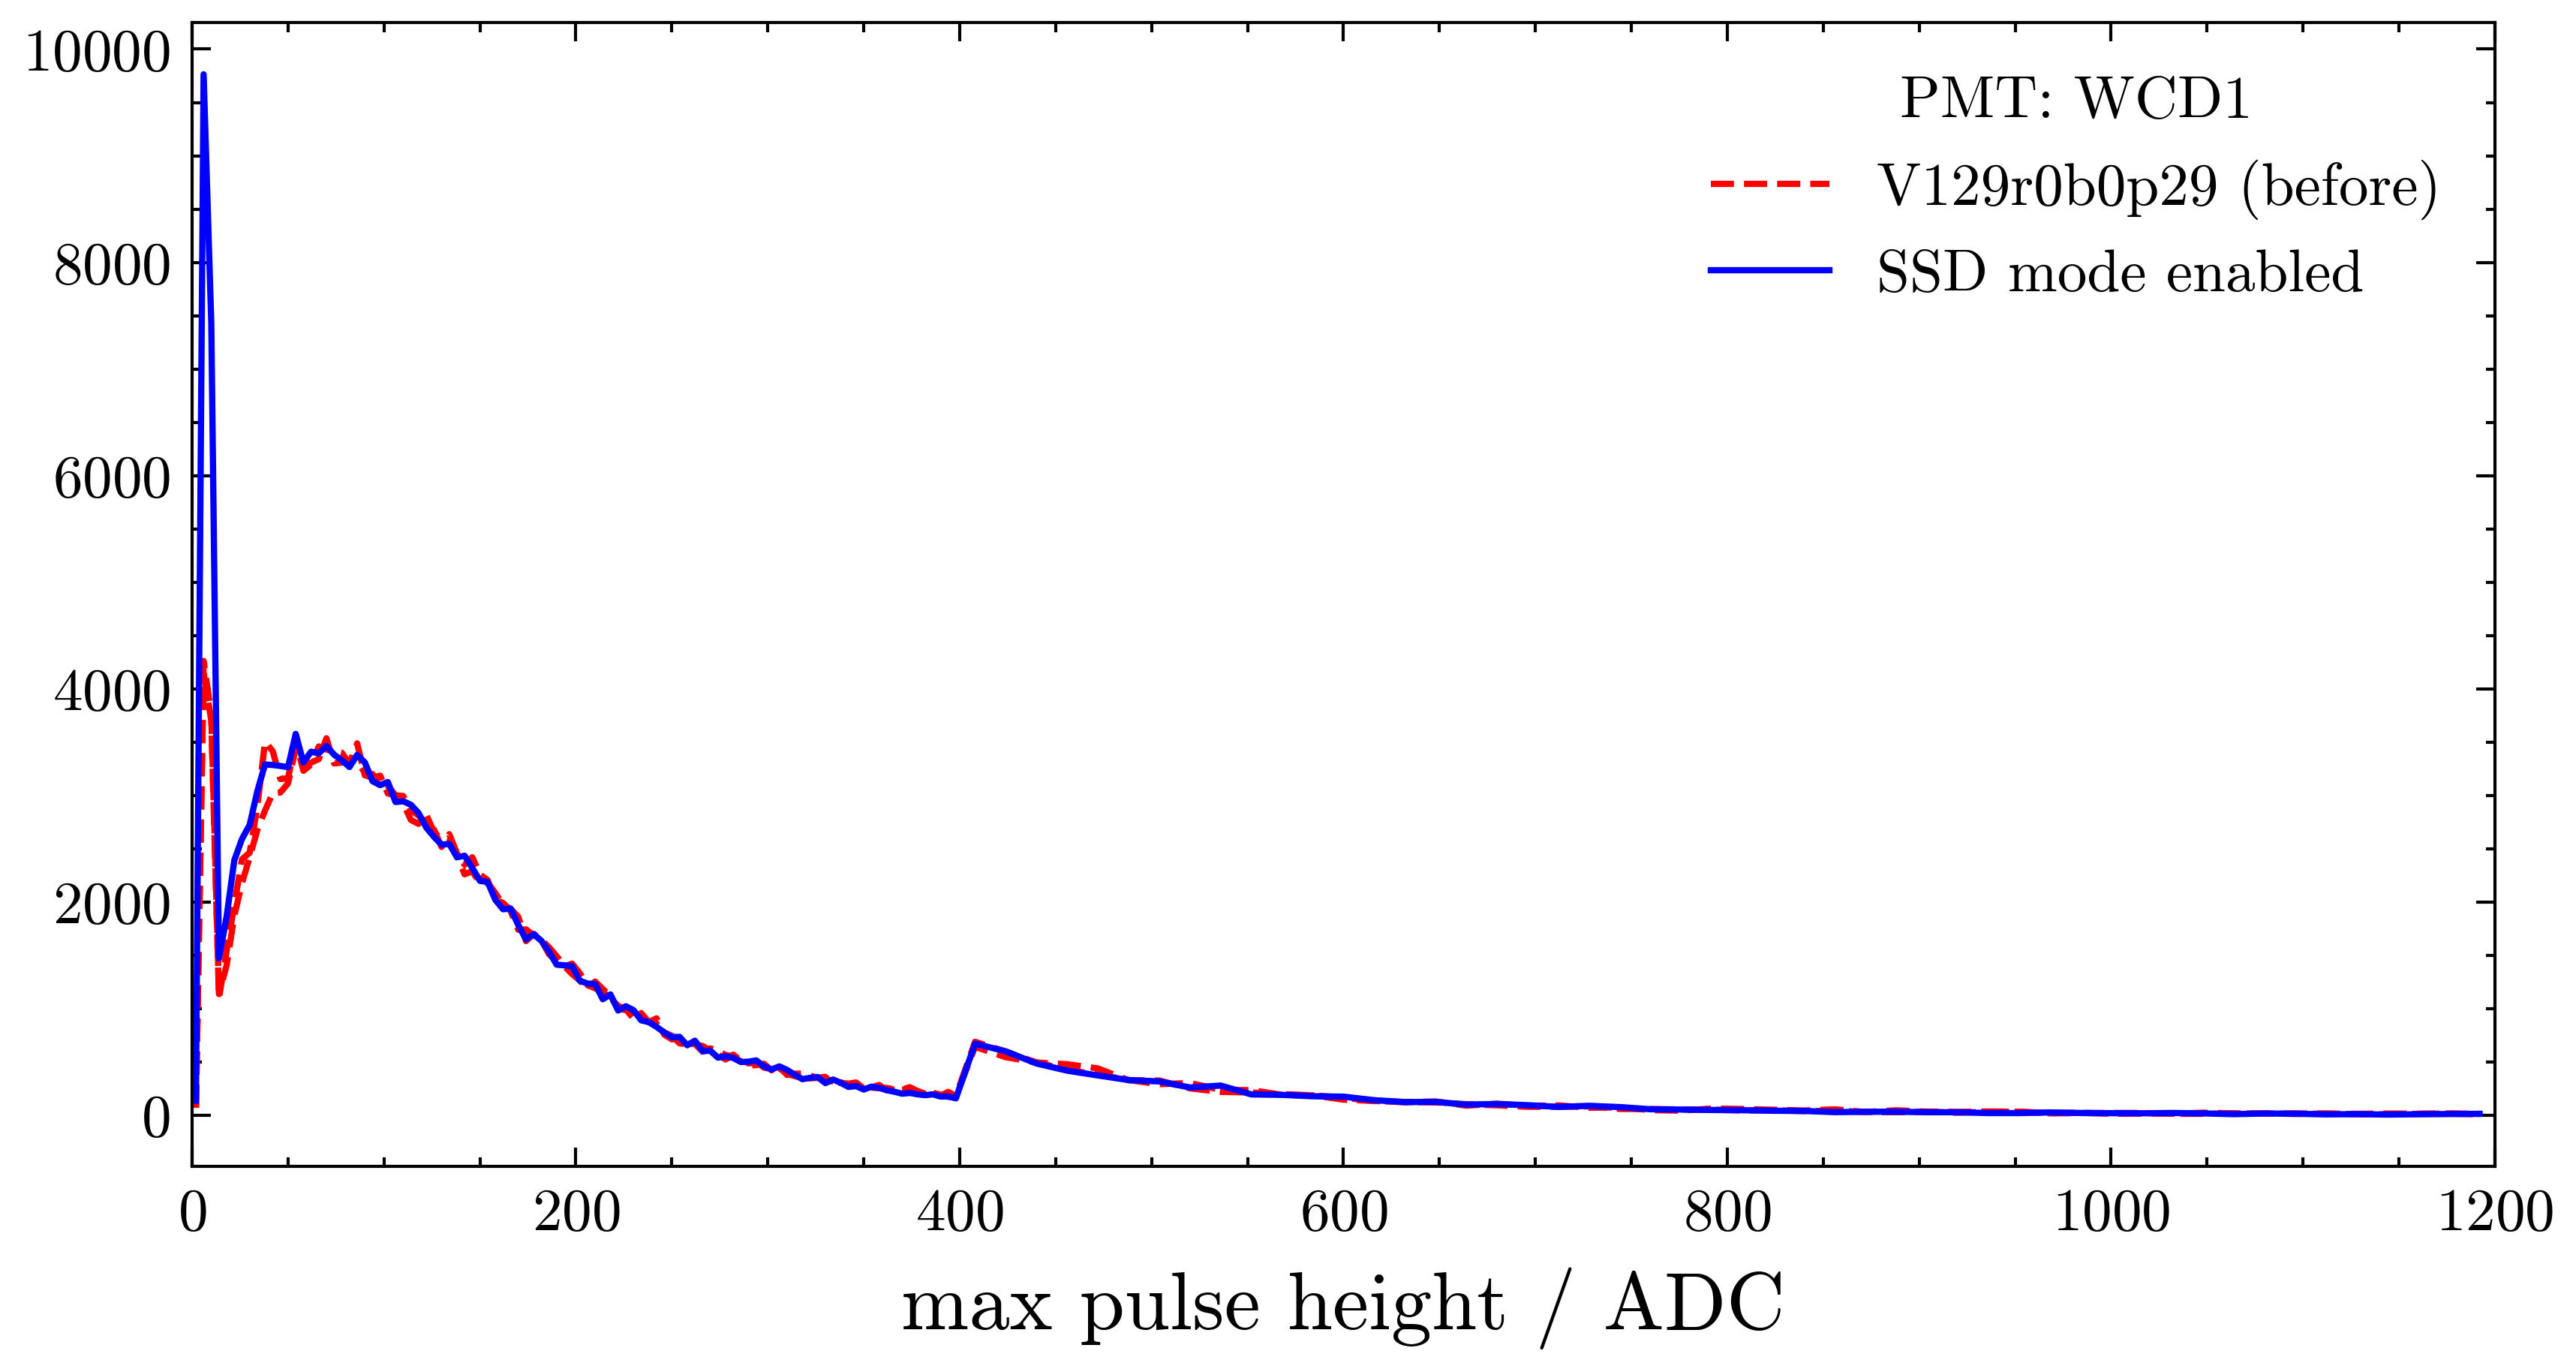 10000
8000
6000
4000
2000
0
PMT: WCD1
V129r0b0p29 (before)
SSD mode enabled
0 200 400 600 800 1000 1200
max pulse height / ADC